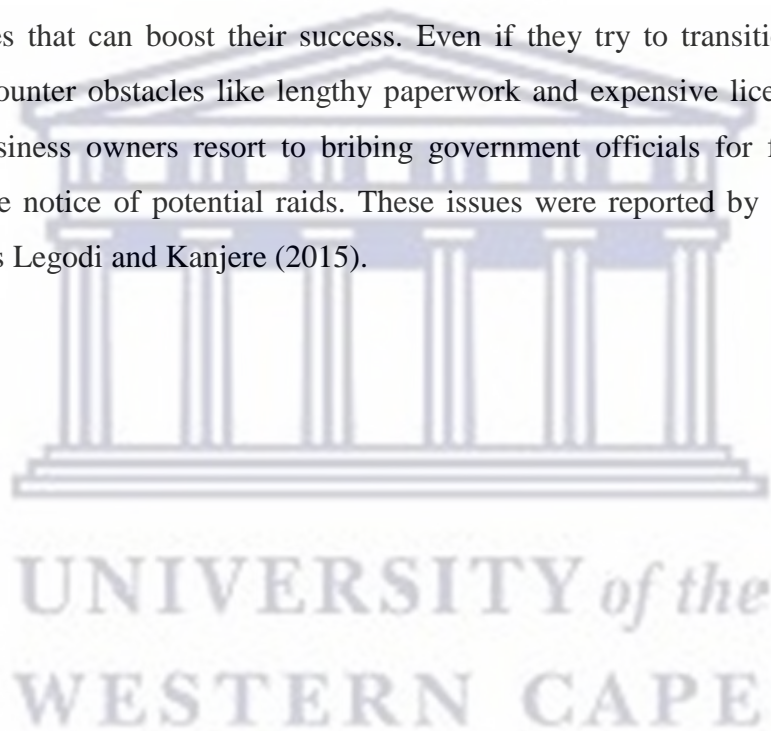 es that can boost their success. Even if they try to transitio
ounter obstacles like lengthy paperwork and expensive lice
siness owners resort to bribing government officials for f
e notice of potential raids. These issues were reported by
s Legodi and Kanjere (2015).
UNIVERSITY of the
WESTERN CAPE